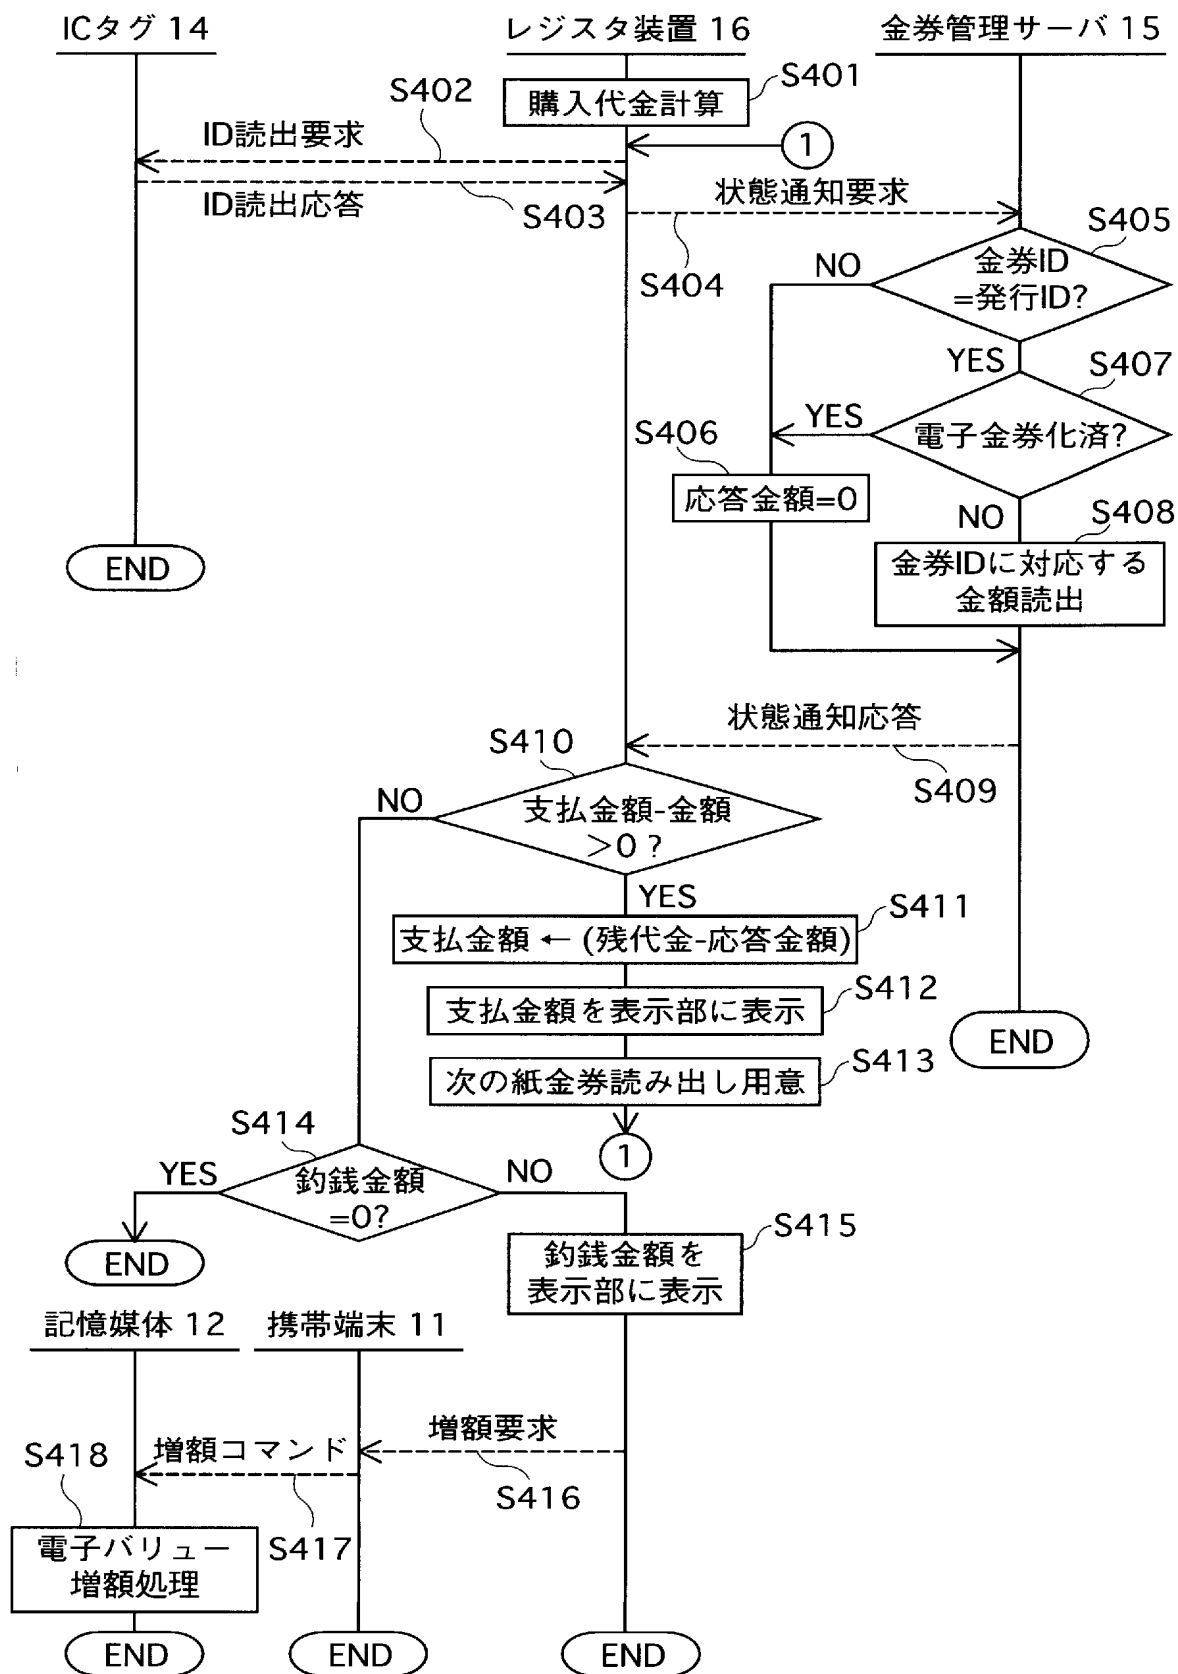 ICタグ 14
レジスタ装置 16
金券管理サーバ 15
S401
購入代金計算
S402
ID読出要求
1
ID読出応答
S403
状態通知要求
S404
S405
金券ID
=発行ID?
NO
YES
S407
電子金券化済?
YES
S406
応答金額=0
NO
S408
金券IDに対応する
金額読出
END
状態通知応答
S409
S410
支払金額-金額
>0 ?
NO
YES
S411
支払金額 ← (残代金-応答金額)
S412
支払金額を表示部に表示
END
S413
次の紙金券読み出し用意
1
S414
釣銭金額
=0?
YES
NO
END
S415
釣銭金額を
表示部に表示
記憶媒体 12
携帯端末 11
増額要求
S416
増額コマンド
S417
S418
電子バリュー
増額処理
END
END
END